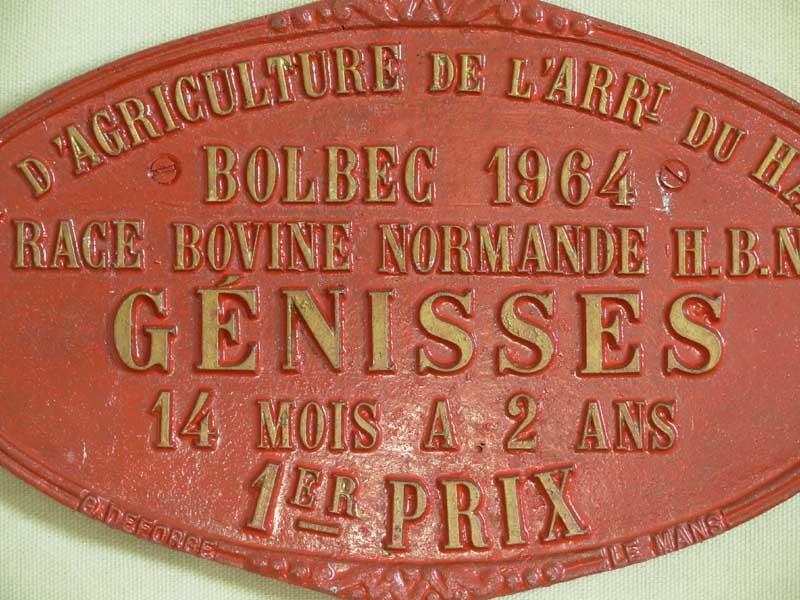 D'AGRICULTURE DE L'ARRT DU HA
BOLBEC 1964
RACE BOVINE NORMANDE H.B.N
GÉNISSES
14 MOIS A 2 ANS
1ER PRIX
LE MANS